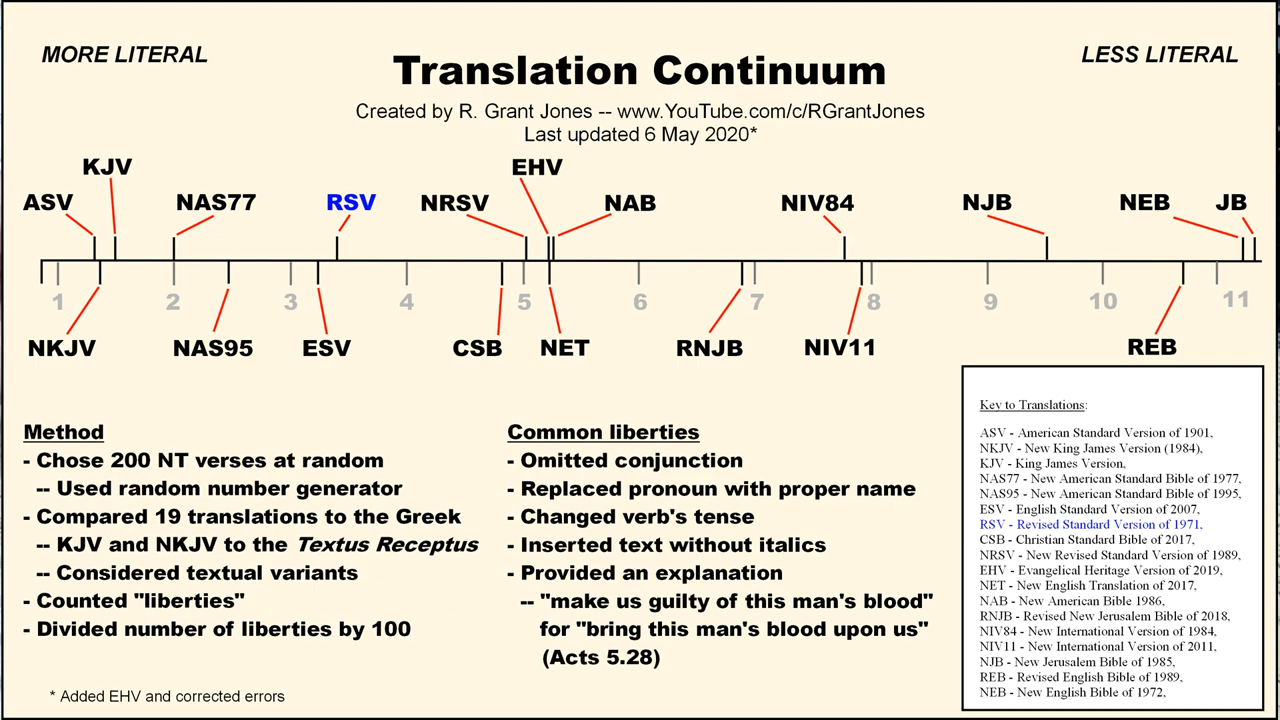 MORE LITERAL
LESS LITERAL
Translation Continuum
Created by R. Grant Jones -- www.YouTube.com/c/RGrantJones
Last updated 6 May 2020*
KJV EHV
ASV NAS77 RSV NRSV NAB NIV84 NJB NEB JB
1 2 3 4 5 6 7 8 9 10 11
NKJV NAS95 ESV CSB NET RNJB NIV11 REB
Method
- Chose 200 NT verses at random
-- Used random number generator
- Compared 19 translations to the Greek
-- KJV and NKJV to the Textus Receptus
-- Considered textual variants
- Counted "liberties"
- Divided number of liberties by 100
Common liberties
- Omitted conjunction
- Replaced pronoun with proper name
- Changed verb's tense
- Inserted text without italics
- Provided an explanation
-- "make us guilty of this man's blood"
for "bring this man's blood upon us"
(Acts 5.28)
Key to Translations:
ASV - American Standard Version of 1901,
NKJV - New King James Version (1984),
KJV - King James Version,
NAS77 - New American Standard Bible of 1977,
NAS95 - New American Standard Bible of 1995,
ESV - English Standard Version of 2007,
RSV - Revised Standard Version of 1971,
CSB - Christian Standard Bible of 2017,
NRSV - New Revised Standard Version of 1989,
EHV - Evangelical Heritage Version of 2019,
NET - New English Translation of 2017,
NAB - New American Bible 1986,
RNJB - Revised New Jerusalem Bible of 2018,
NIV84 - New International Version of 1984,
NIV11 - New International Version of 2011,
NJB - New Jerusalem Bible of 1985,
REB - Revised English Bible of 1989,
NEB - New English Bible of 1972,
* Added EHV and corrected errors